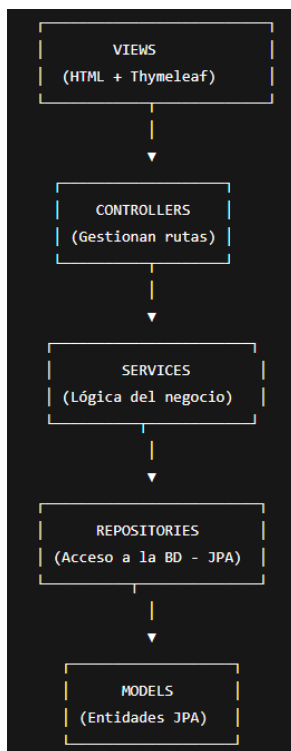 VIEWS
(HTML + Thymeleaf)
CONTROLLERS
(Gestionan rutas)
SERVICES
(Lógica del negocio)
REPOSITORIES
(Acceso a la BD - JPA)
MODELS
(Entidades JPA)